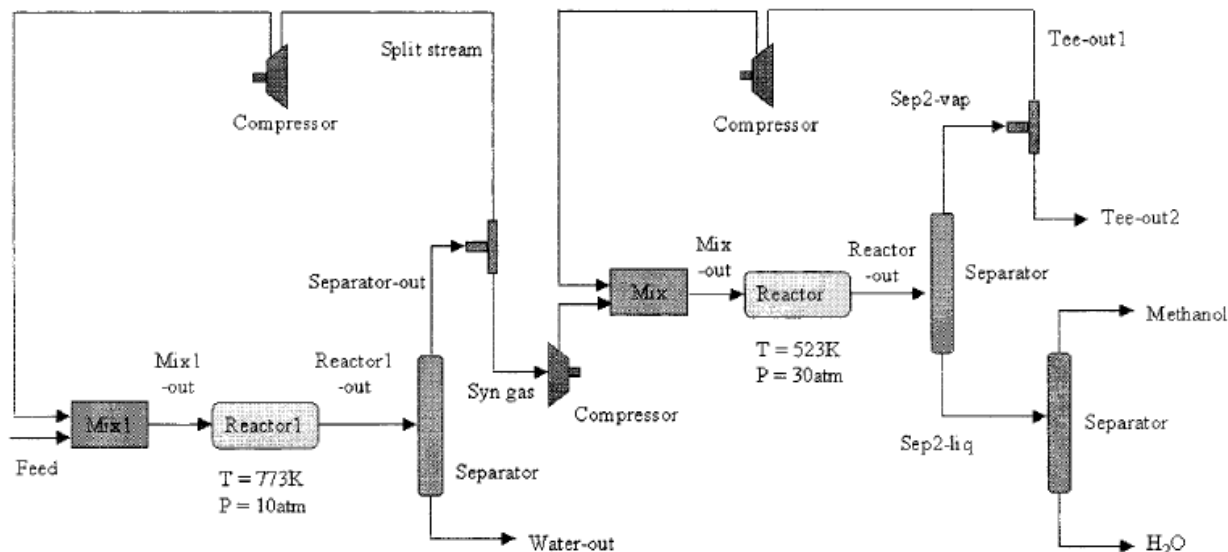 Split stream
Tee-out1
Sep2-vap
Compressor
Compressor
Tee-out2
Separator-out
Mix
-out
Reactor
-out
Separator
Mix
Reactor
Methanol
T = 523K
P = 30atm
Mix1
-out
Reactor1
-out
Syn gas
Compressor
Mix1
Reactor1
Sep2-liq
Separator
Feed
Separator
T = 773K
P = 10atm
Water-out
H₂O